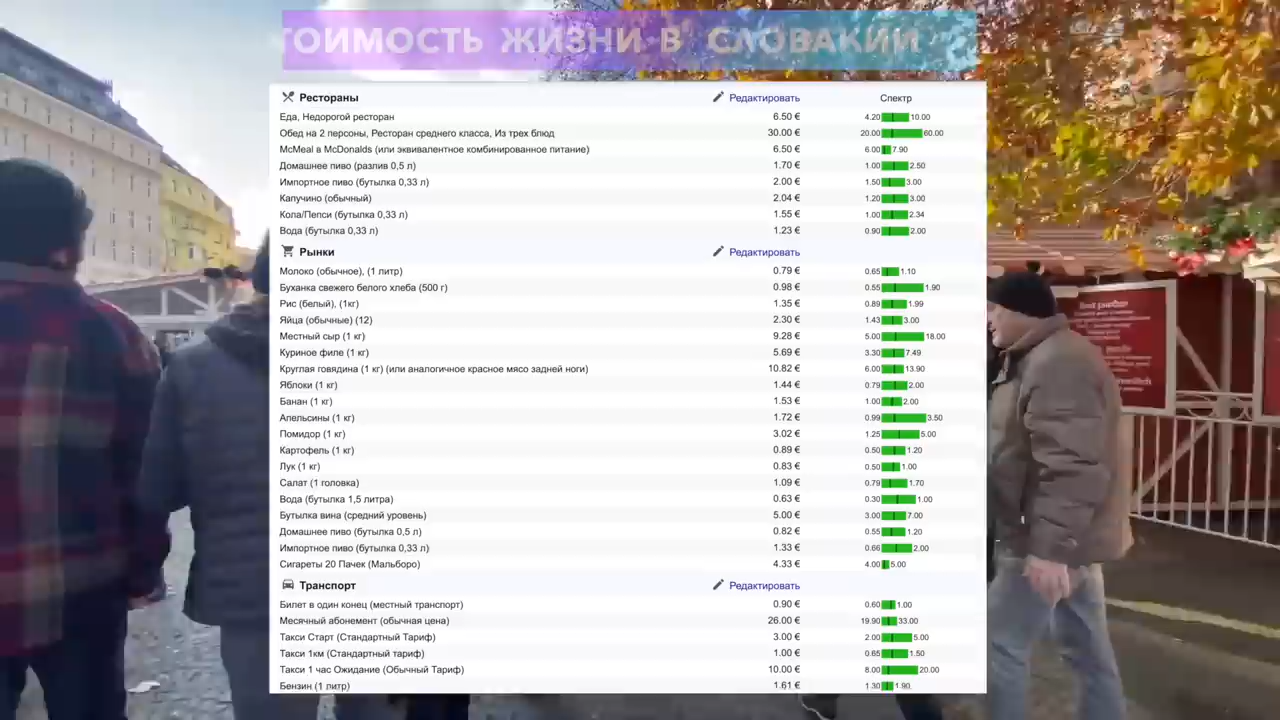 ТОИМОСТЬ ЖИЗНИ В СЛОВАКИИ
Рестораны Редактировать Спектр
Еда, Недорогой ресторан 6.50 € 4.20 10.00
Обед на 2 персоны, Ресторан среднего класса, Из трех блюд 30.00 € 20.00 60.00
McMeal в McDonalds (или эквивалентное комбинированное питание) 6.50 € 6.00 7.90
Домашнее пиво (разлив 0,5 л) 1.70 € 1.00 2.50
Импортное пиво (бутылка 0,33 л) 2.00 € 1.50 3.00
Капучино (обычный) 2.04 € 1.20 3.00
Кола/Пепси (бутылка 0,33 л) 1.55 € 1.00 2.34
Вода (бутылка 0,33 л) 1.23 € 0.90 2.00
Рынки Редактировать
Молоко (обычное), (1 литр) 0.79 € 0.65 1.10
Буханка свежего белого хлеба (500 г) 0.98 € 0.55 1.90
Рис (белый), (1кг) 1.35 € 0.89 1.99
Яйца (обычные) (12) 2.30 € 1.43 3.00
Местный сыр (1 кг) 9.28 € 5.00 18.00
Куриное филе (1 кг) 5.69 € 3.30 7.49
Круглая говядина (1 кг) (или аналогичное красное мясо задней ноги) 10.82 € 6.00 13.90
Яблоки (1 кг) 1.44 € 0.79 2.00
Банан (1 кг) 1.53 € 1.00 2.00
Апельсины (1 кг) 1.72 € 0.99 3.50
Помидор (1 кг) 3.02 € 1.25 5.00
Картофель (1 кг) 0.89 € 0.50 1.20
Лук (1 кг) 0.83 € 0.50 1.00
Салат (1 головка) 1.09 € 0.79 1.70
Вода (бутылка 1,5 литра) 0.63 € 0.30 1.00
Бутылка вина (средний уровень) 5.00 € 3.00 7.00
Домашнее пиво (бутылка 0,5 л) 0.82 € 0.55 1.20
Импортное пиво (бутылка 0,33 л) 1.33 € 0.66 2.00
Сигареты 20 Пачек (Мальборо) 4.33 € 4.00 5.00
Транспорт Редактировать
Билет в один конец (местный транспорт) 0.90 € 0.60 1.00
Месячный абонемент (обычная цена) 26.00 € 19.90 33.00
Такси Старт (Стандартный Тариф) 3.00 € 2.00 5.00
Такси 1км (Стандартный тариф) 1.00 € 0.65 1.50
Такси 1 час Ожидание (Обычный Тариф) 10.00 € 8.00 20.00
Бензин (1 литр) 1.61 € 1.30 1.90